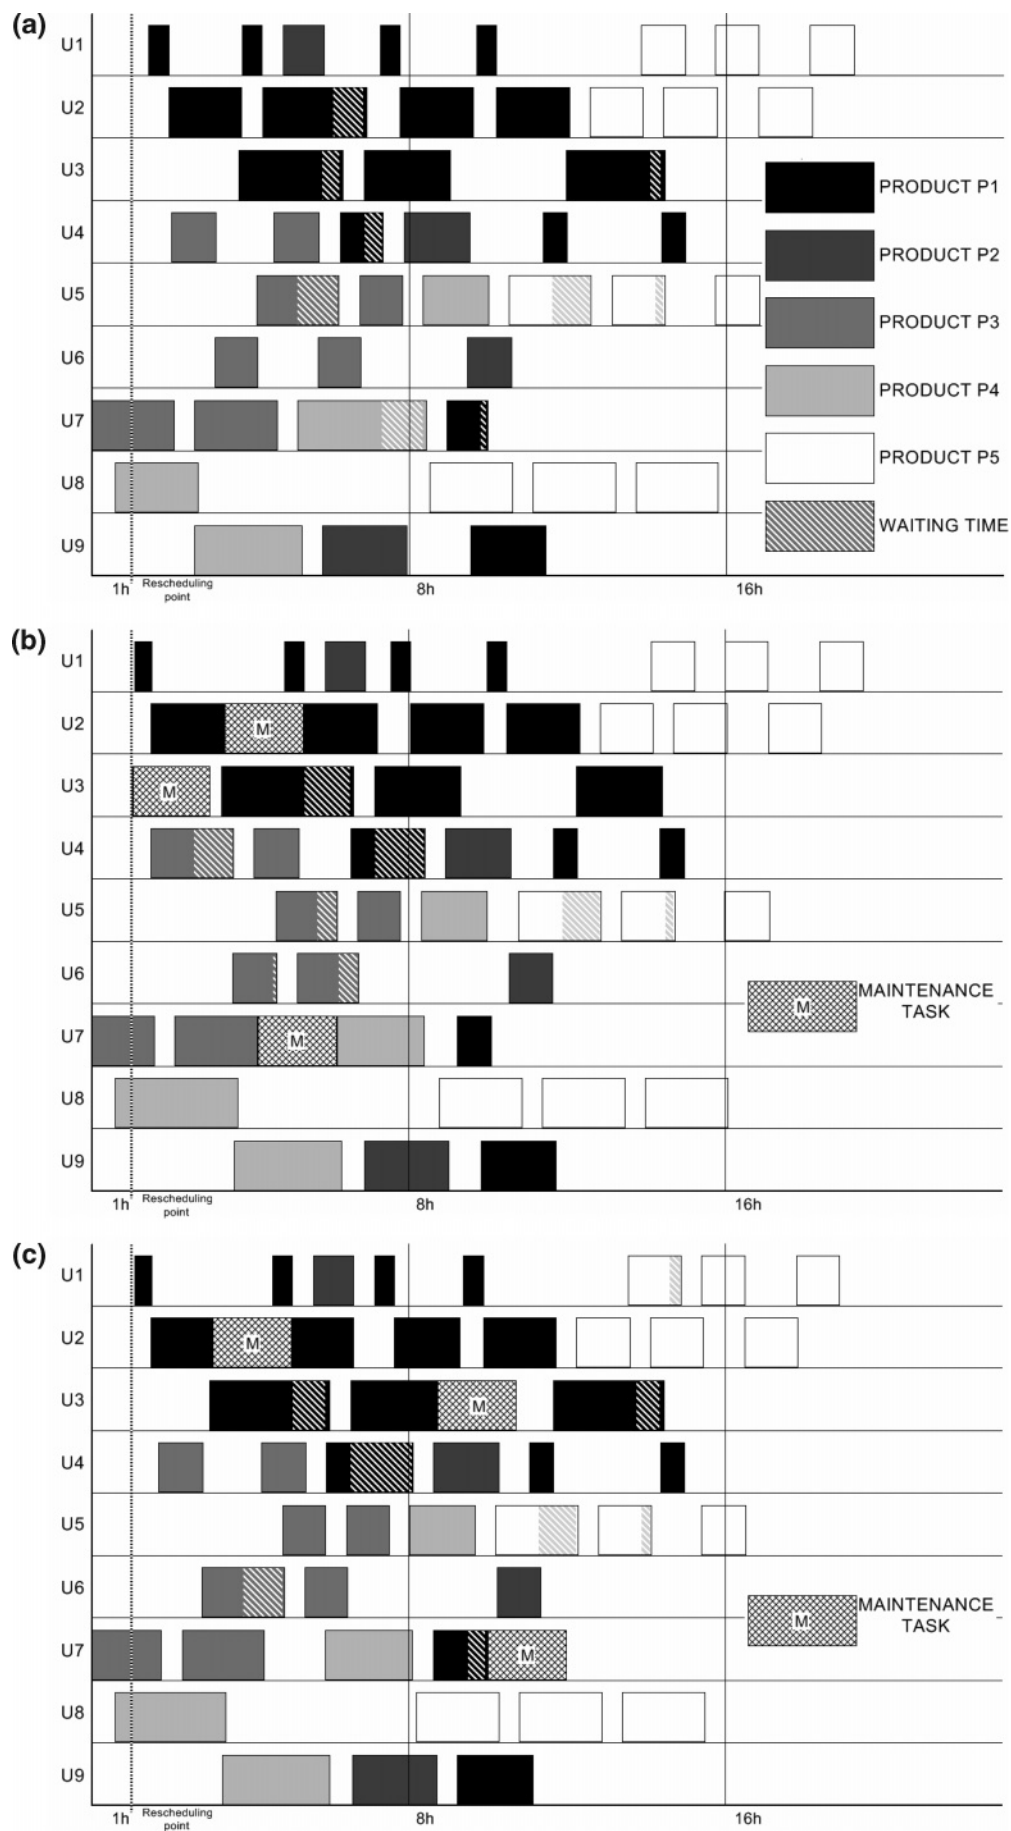 (a)
U1
U2
U3
PRODUCT P1
U4
PRODUCT P2
U5
PRODUCT P3
U6
PRODUCT P4
U7
PRODUCT P5
U8
WAITING TIME
U9
1h
Rescheduling
point
8h
16h
(b)
U1
U2
M
U3
M
U4
U5
U6
MAINTENANCE
TASK
M
U7
M
U8
U9
1h
Rescheduling
point
8h
16h
(c)
U1
U2
M
U3
M
U4
U5
U6
MAINTENANCE
TASK
M
U7
M
U8
U9
1h
Rescheduling
point
8h
16h